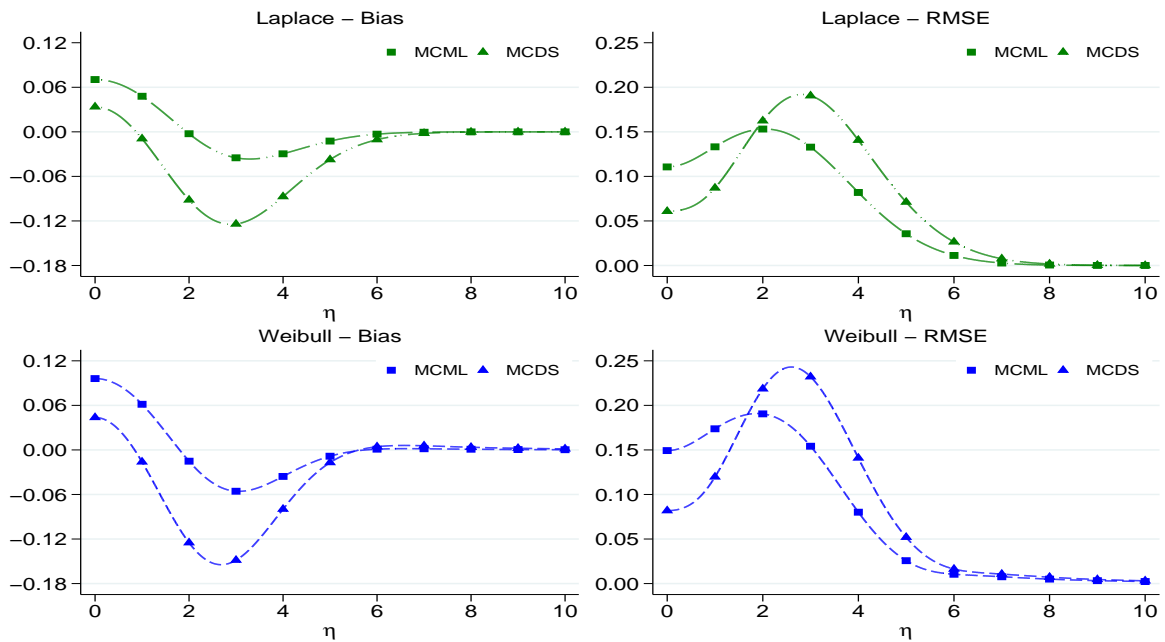 Laplace – Bias
MCML MCDS
0.12
0.06
0.00
−0.06
−0.12
−0.18
0 2 4 6 8 10
η
Laplace – RMSE
MCML MCDS
0.25
0.20
0.15
0.10
0.05
0.00
0 2 4 6 8 10
η
Weibull – Bias
MCML MCDS
0.12
0.06
0.00
−0.06
−0.12
−0.18
0 2 4 6 8 10
η
Weibull – RMSE
MCML MCDS
0.25
0.20
0.15
0.10
0.05
0.00
0 2 4 6 8 10
η